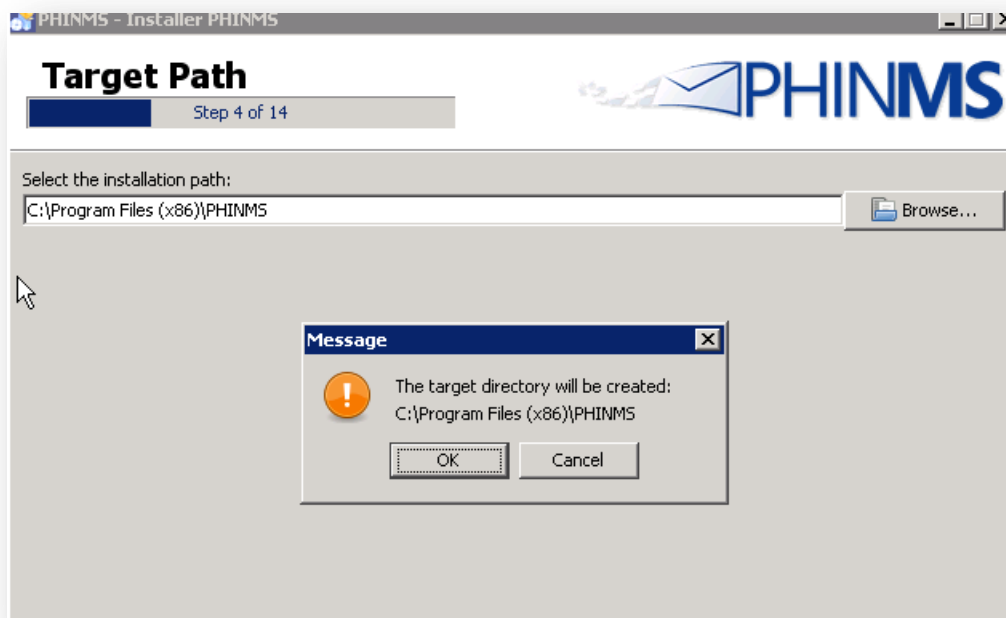 PHINMS - Installer PHINMS
Target Path
Step 4 of 14
PHINMS
Select the installation path:
C:\Program Files (x86)\PHINMS
Browse...
Message
The target directory will be created:
C:\Program Files (x86)\PHINMS
OK
Cancel